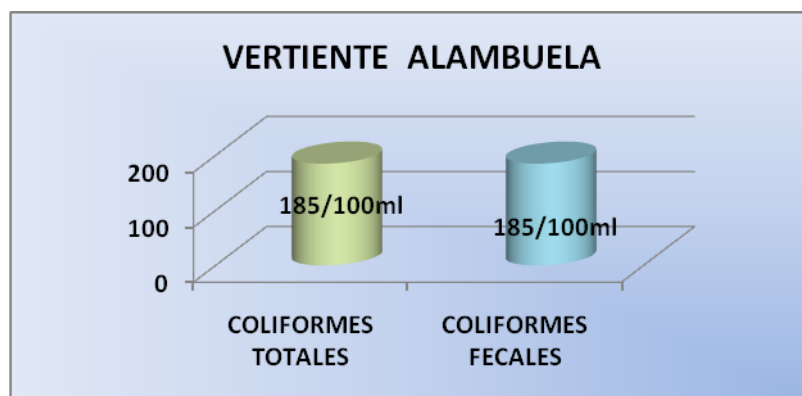 VERTIENTE ALAMBUELA
200
100
0
185/100ml
185/100ml
COLIFORMES
TOTALES
COLIFORMES
FECALES